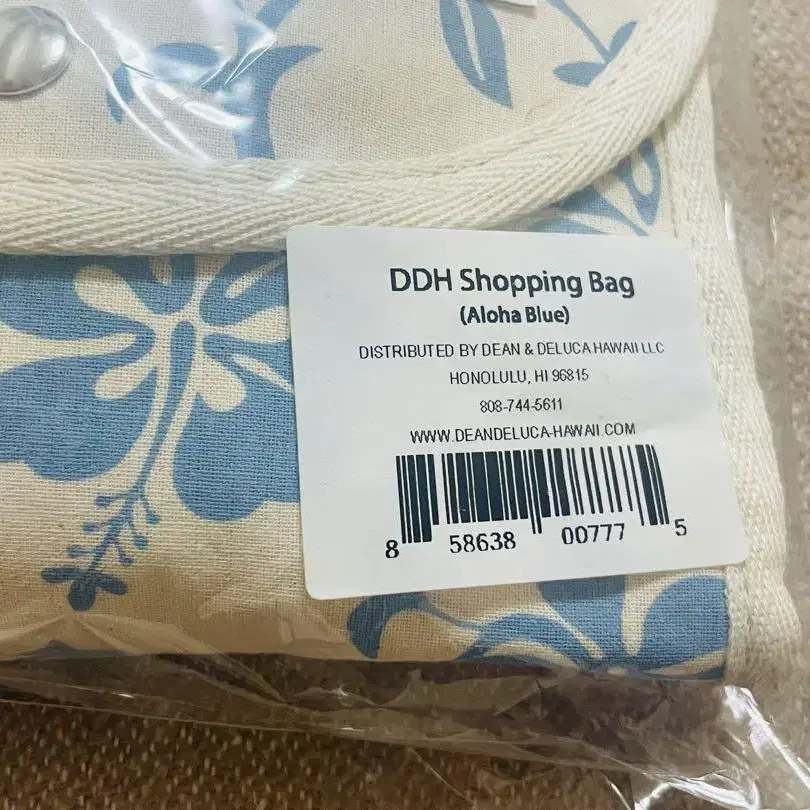 DDH Shopping Bag
(Aloha Blue)
DISTRIBUTED BY DEAN & DELUCA HAWAII LLC
HONOLULU, HI 96815
808-744-5611
WWW.DEANDELUCA-HAWAII.COM
8 58638 00777 5